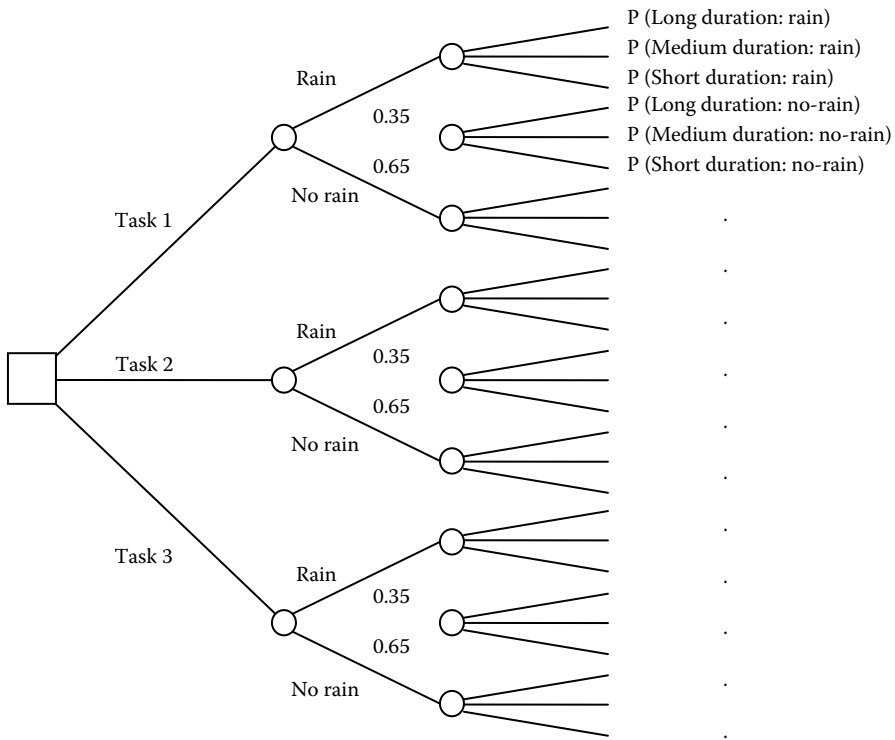 P (Long duration: rain)
P (Medium duration: rain)
P (Short duration: rain)
P (Long duration: no-rain)
P (Medium duration: no-rain)
P (Short duration: no-rain)
Rain
0.35
0.65
No rain
Task 1
Rain
0.35
0.65
No rain
Task 2
Rain
0.35
0.65
No rain
Task 3